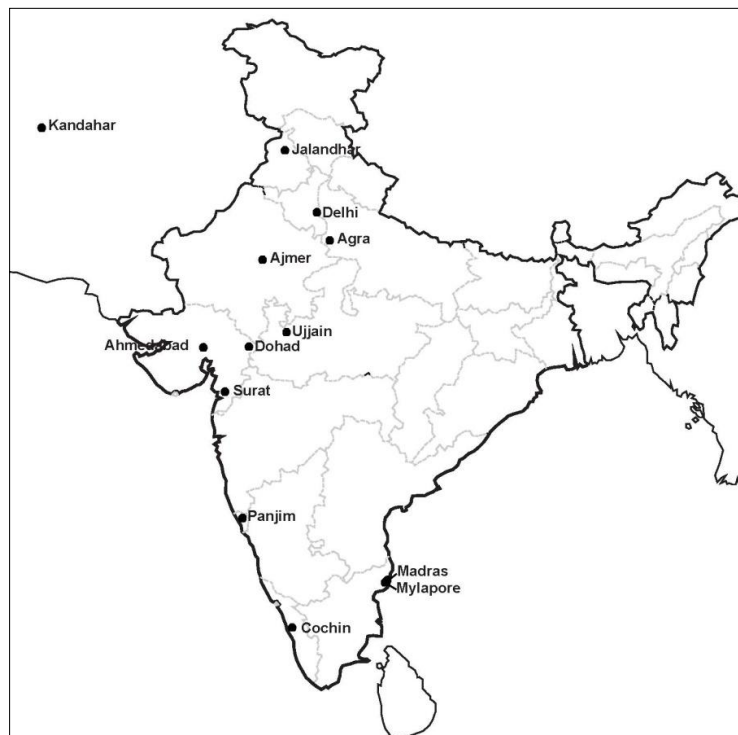 Kandahar
Jalandhar
Delhi
Agra
Ajmer
Ujjain
Ahmedabad
Dohad
Surat
Panjim
Madras
Mylapore
Cochin